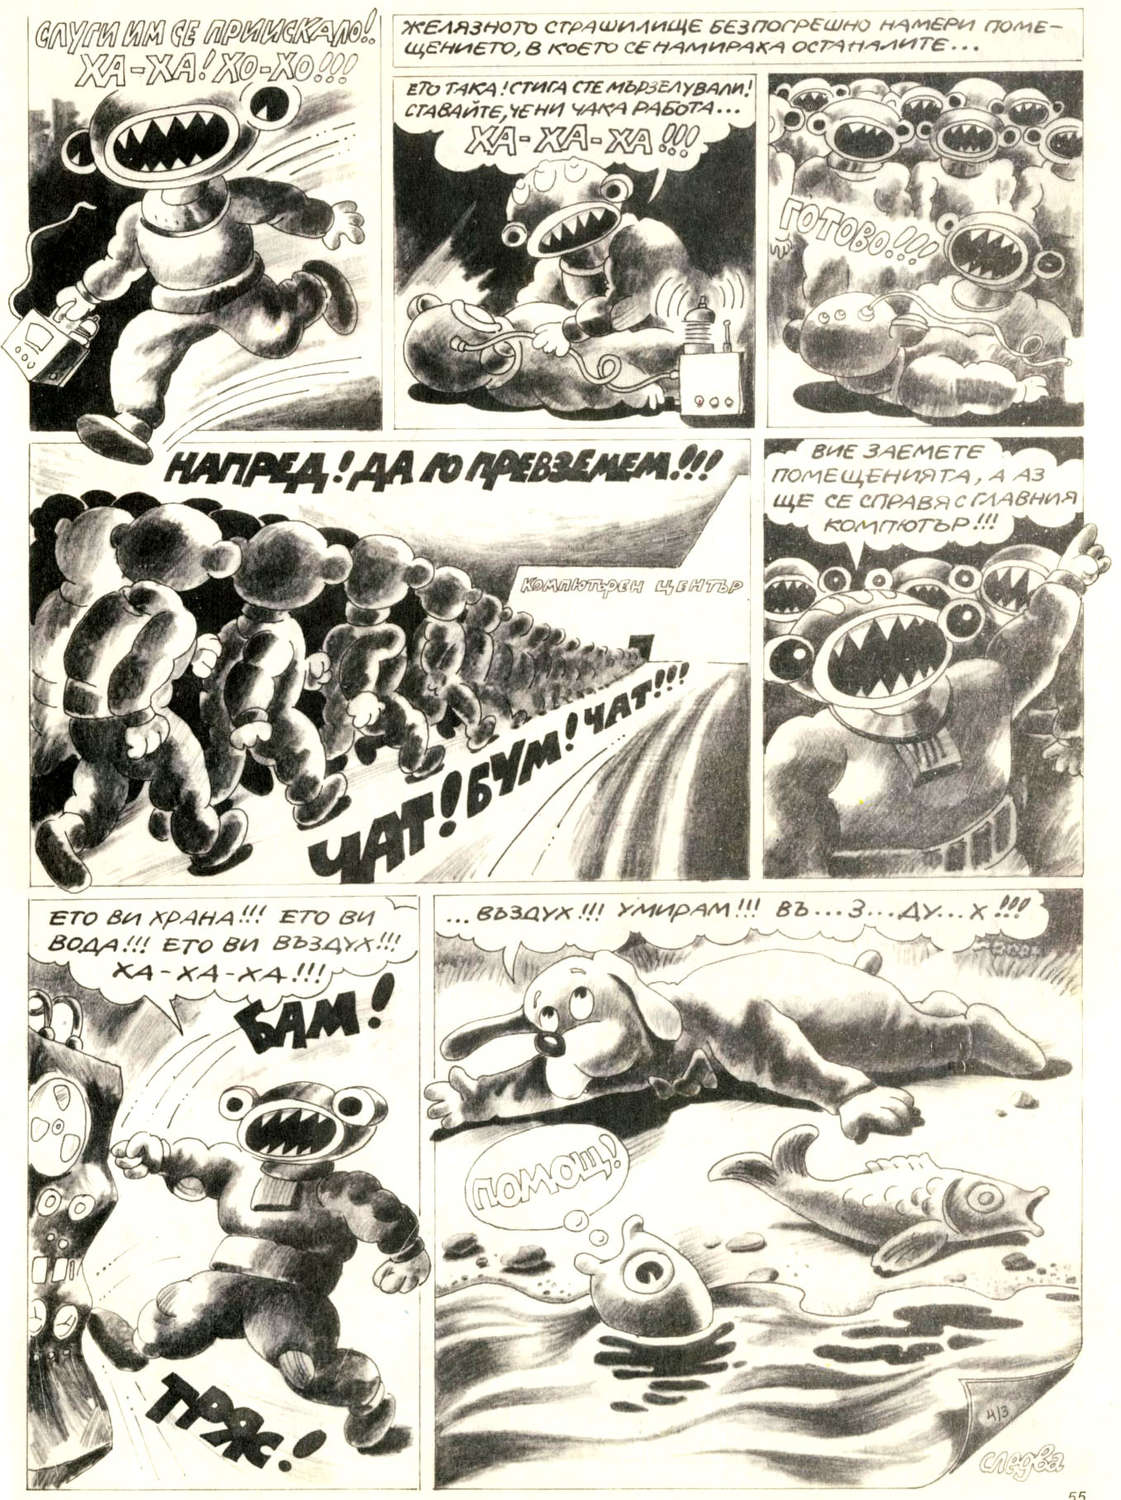 СЛУГИ ИМ СЕ ПРИИСКАЛО!..
ХА-ХА! ХО-ХО!!!
ЖЕЛЯЗНОТО СТРАШИЛИЩЕ БЕЗПОГРЕШНО НАМЕРИ ПОМЕ-
ЩЕНИЕТО, В КОЕТО СЕ НАМИРАХА ОСТАНАЛИТЕ...
ЕТО ТАКА! СТИГА СТЕ МЪРЗЕЛУВАЛИ!
СТАВАЙТЕ, ЧЕ НИ ЧАКА РАБОТА...
ХА-ХА-ХА!!!
ГОТОВО!!!
НАПРЕД! ДА ГО ПРЕВЗЕМЕМ!!!
КОМПЮТЪРЕН ЦЕНТЪР
ЧАТ! БУМ! ЧАТ!!!
ВИЕ ЗАЕМЕТЕ
ПОМЕЩЕНИЯТА, А АЗ
ЩЕ СЕ СПРАВЯ С ГЛАВНИЯ
КОМПЮТЪР!!!
ЕТО ВИ ХРАНА!!! ЕТО ВИ
ВОДА!!! ЕТО ВИ ВЪЗДУХ!!!
ХА-ХА-ХА!!!
БАМ!
ТРЯС!
...ВЪЗДУХ!!! УМИРАМ!!! ВЪ...З...ДУ...Х!!!
ПОМОЩ!
4/3
следва
55